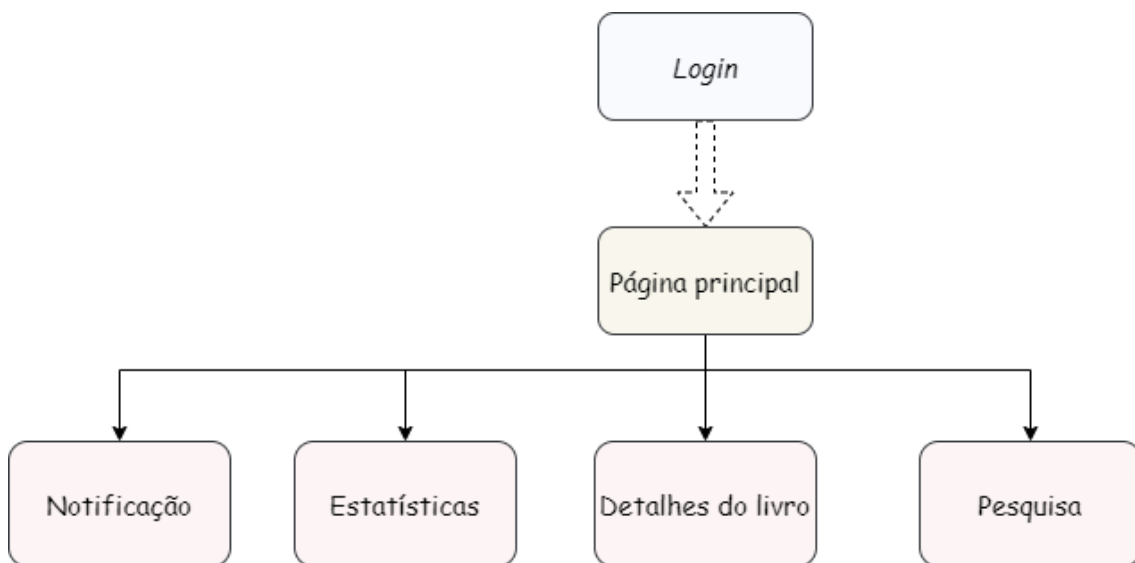 Login
Página principal
Notificação
Estatísticas
Detalhes do livro
Pesquisa